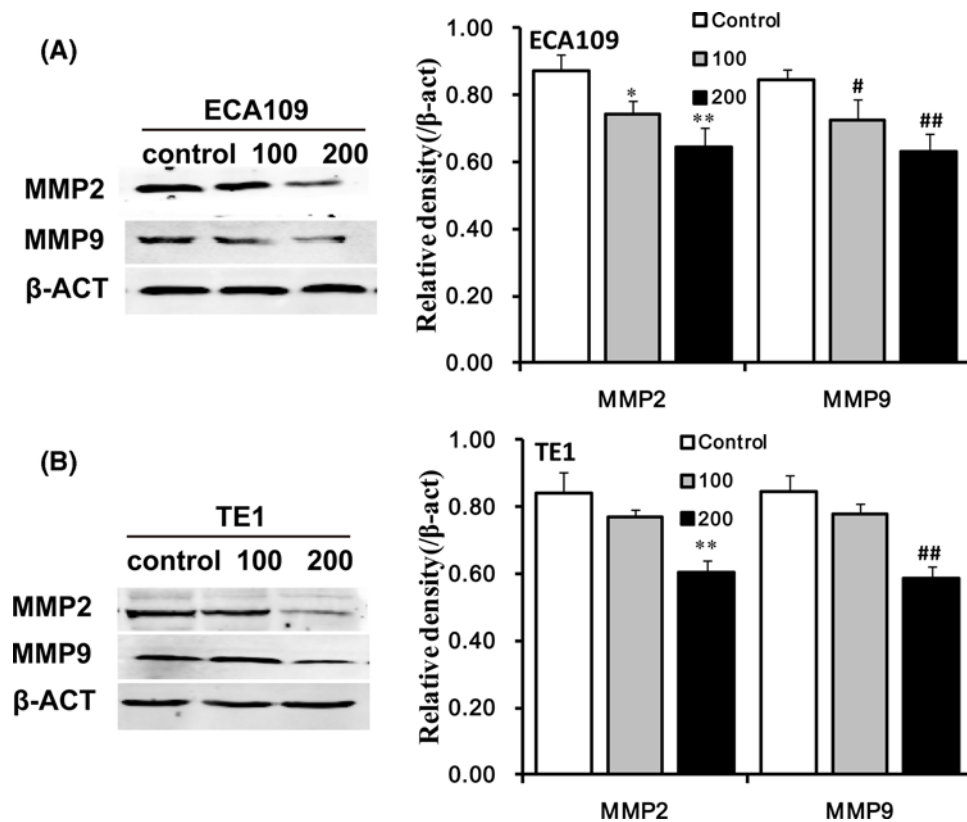 (A)
ECA109
control 100 200
MMP2
MMP9
β-ACT
ECA109
Control
100
200
Relative density(/β-act)
1.00
0.80
0.60
0.40
0.20
0.00
*
**
#
##
MMP2 MMP9
(B)
TE1
control 100 200
MMP2
MMP9
β-ACT
TE1
Control
100
200
Relative density(/β-act)
1.00
0.80
0.60
0.40
0.20
0.00
**
##
MMP2 MMP9